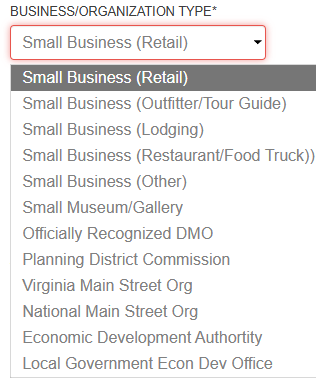 BUSINESS/ORGANIZATION TYPE*
Small Business (Retail)
Small Business (Retail)
Small Business (Outfitter/Tour Guide)
Small Business (Lodging)
Small Business (Restaurant/Food Truck))
Small Business (Other)
Small Museum/Gallery
Officially Recognized DMO
Planning District Commission
Virginia Main Street Org
National Main Street Org
Economic Development Authortity
Local Government Econ Dev Office